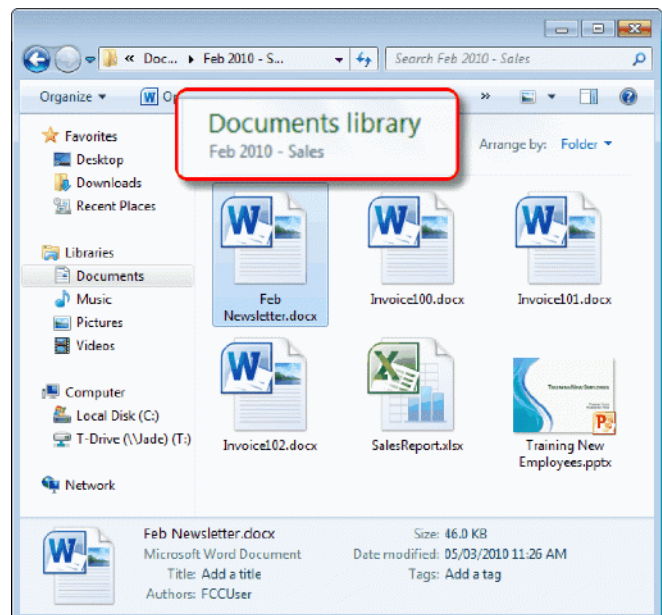 « Doc... ▸ Feb 2010 - S...
Search Feb 2010 - Sales
Organize
»
Documents library
Feb 2010 - Sales
Arrange by: Folder
Favorites
Desktop
Downloads
Recent Places
Libraries
Documents
Music
Pictures
Videos
Computer
Local Disk (C:)
T-Drive (\\Jade) (T:)
Network
Feb
Newsletter.docx
Invoice100.docx
Invoice101.docx
Invoice102.docx
SalesReport.xlsx
Training New
Employees.pptx
Feb Newsletter.docx
Microsoft Word Document
Title: Add a title
Authors: FCCUser
Size: 46.0 KB
Date modified: 05/03/2010 11:26 AM
Tags: Add a tag